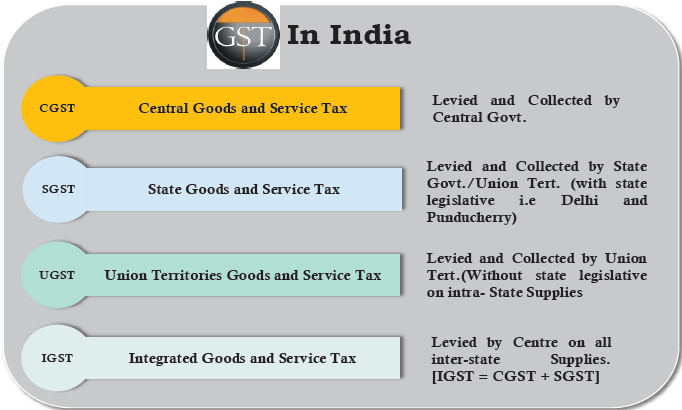 GST In India
CGST
Central Goods and Service Tax
Levied and Collected by
Central Govt.
SGST
State Goods and Service Tax
Levied and Collected by State
Govt./Union Tert. (with state
legislative i.e Delhi and
Punducherry)
UGST
Union Territories Goods and Service Tax
Levied and Collected by Union
Tert.(Without state legislative
on intra- State Supplies
IGST
Integrated Goods and Service Tax
Levied by Centre on all
inter-state Supplies.
[IGST = CGST + SGST]